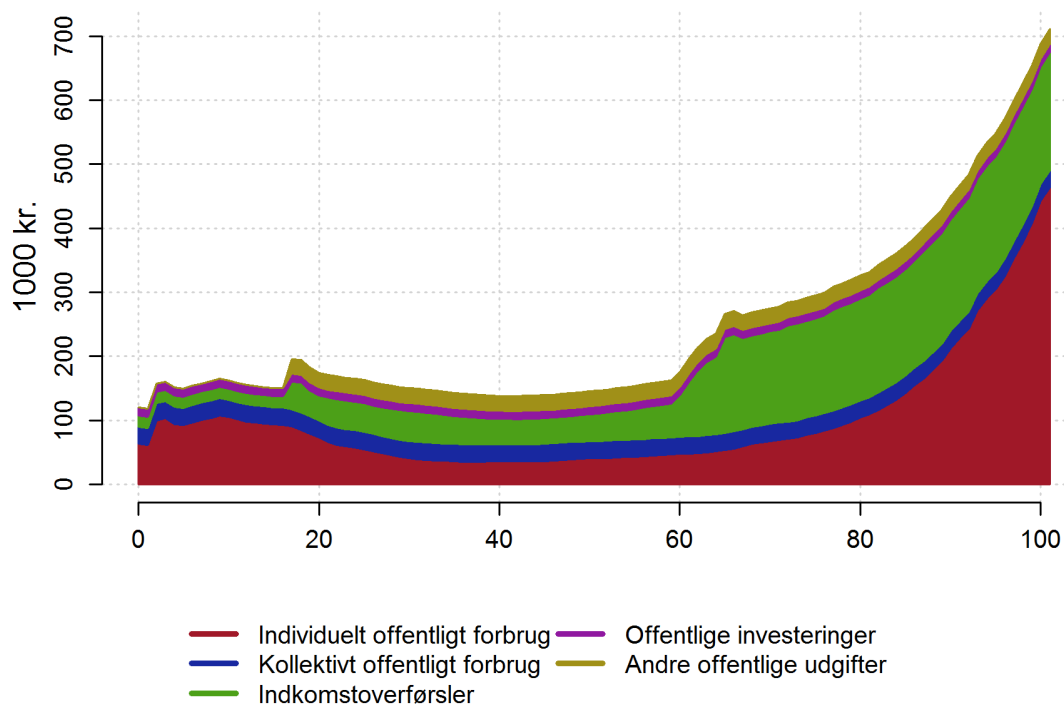 700
600
500
400
300
200
100
0
1000 kr.
0 20 40 60 80 100
Individuelt offentligt forbrug
Kollektivt offentligt forbrug
Indkomstoverførsler
Offentlige investeringer
Andre offentlige udgifter